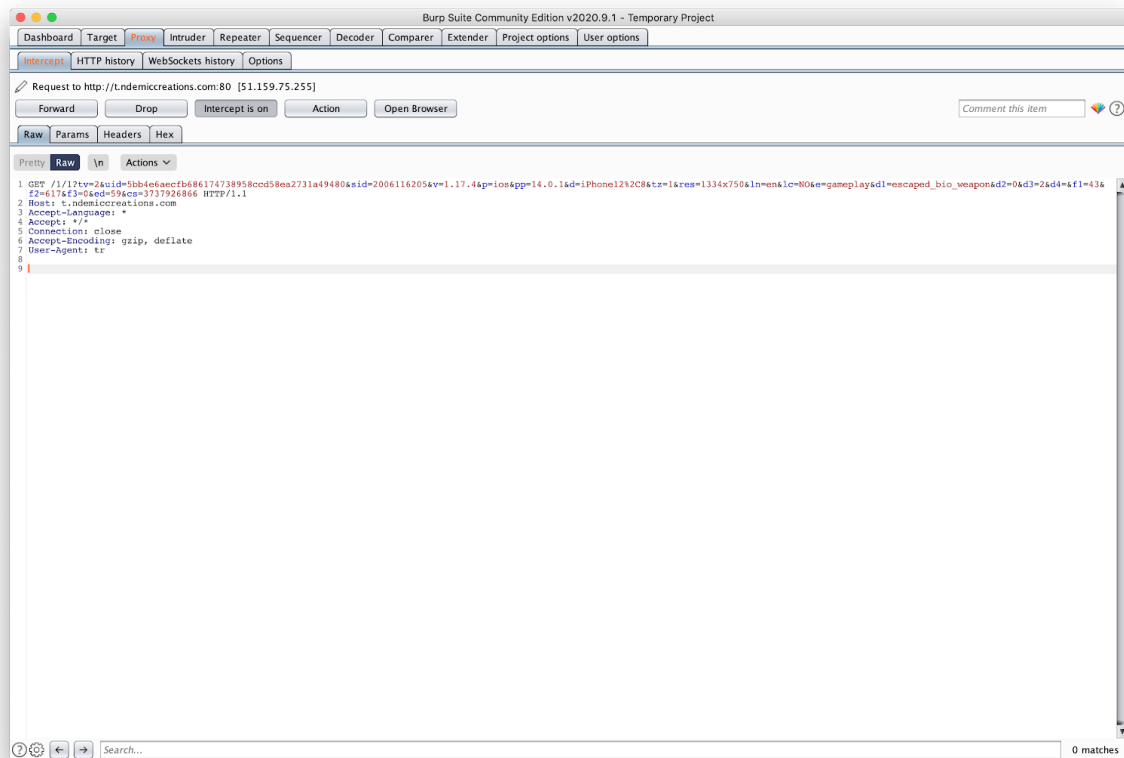 Burp Suite Community Edition v2020.9.1 - Temporary Project
Dashboard Target Proxy Intruder Repeater Sequencer Decoder Comparer Extender Project options User options
Intercept HTTP history WebSockets history Options
Request to http://t.ndemiccreations.com:80 [51.159.75.255]
Forward Drop Intercept is on Action Open Browser Comment this item ?
Raw Params Headers Hex
Pretty Raw \n Actions
1 GET /1/1?tv=2&uid=5bb4e6aecfb686174738958ccd58ea2731a49480&sid=2006116205&v=1.17.4&p=ios&pp=14.0.1&d=iPhone12%2C8&tz=1&res=1334x750&ln=en&lc=NO&e=gameplay&d1=escaped_bio_weapon&d2=0&d3=2&d4=&f1=43&
f2=617&f3=0&ed=59&cs=3737926866 HTTP/1.1
2 Host: t.ndemiccreations.com
3 Accept-Language: *
4 Accept: */*
5 Connection: close
6 Accept-Encoding: gzip, deflate
7 User-Agent: tr
8
9
? Search... 0 matches